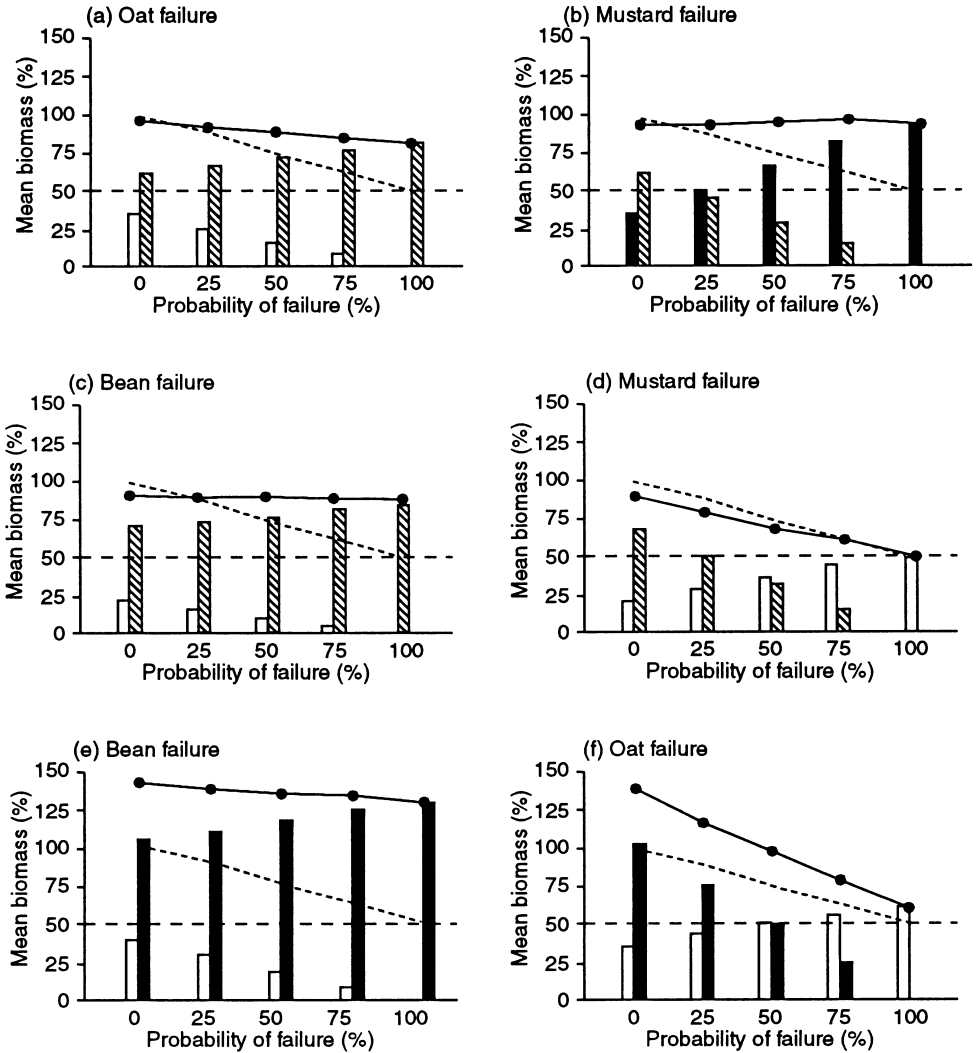 (a) Oat failure
150
125
100
75
50
25
0
Mean biomass (%)
0 25 50 75 100
Probability of failure (%)
(b) Mustard failure
150
125
100
75
50
25
0
Mean biomass (%)
0 25 50 75 100
Probability of failure (%)
(c) Bean failure
150
125
100
75
50
25
0
Mean biomass (%)
0 25 50 75 100
Probability of failure (%)
(d) Mustard failure
150
125
100
75
50
25
0
Mean biomass (%)
0 25 50 75 100
Probability of failure (%)
(e) Bean failure
150
125
100
75
50
25
0
Mean biomass (%)
0 25 50 75 100
Probability of failure (%)
(f) Oat failure
150
125
100
75
50
25
0
Mean biomass (%)
0 25 50 75 100
Probability of failure (%)